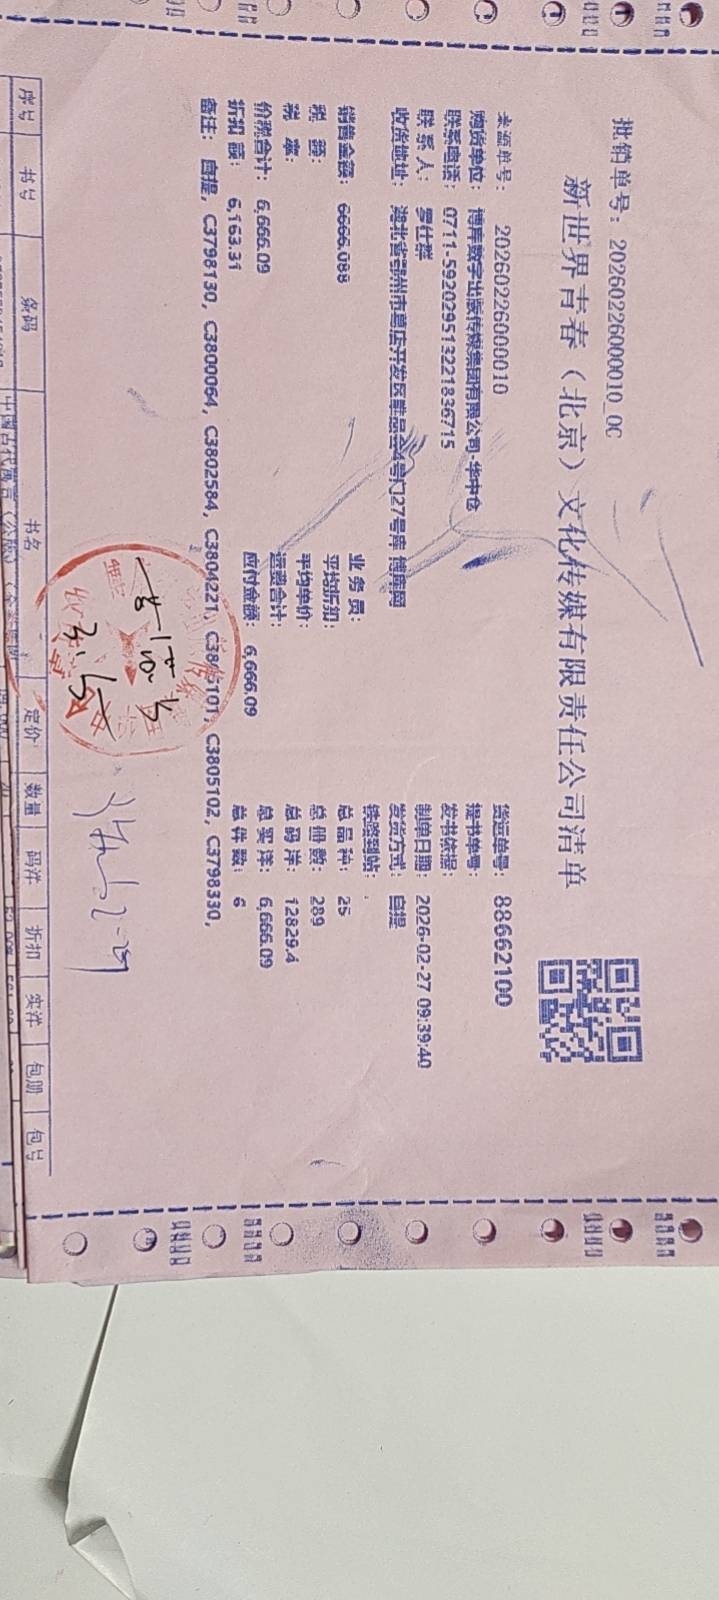 批销单号：20260226000010_0C
新世界青春（北京）文化传媒有限责任公司清单
来源单号： 20260226000010 货运单号： 88662100
购货单位： 博库数字出版传媒集团有限公司-华中仓 提书单号：
联系电话： 0711-59202951 3221836715 发书依据：
联 系 人： 罗仕群 制单日期： 2026-02-27 09:39:40
收货地址： 湖北省鄂州市葛店开发区唯品会4号门27号库 博库网 发货方式： 自提
铁路到站： .
销售金额： 6666.088 业 务 员： 总 品 种： 25
税 额： 平均折扣： 总 册 数： 289
税 率： 平均单价： 总 码 洋： 12829.4
价税合计： 6,666.09 运费合计： 总 实 洋： 6,666.09
折 扣 额： 6,163.31 应付金额： 6,666.09 总 件 数： 6
备注： 自提, C3798130, C3800064, C3802584, C3804221, C3805101, C3805102, C3798330,
序号 书号 条码 书名 定价 数量 码洋 折扣 实洋 包册 包号